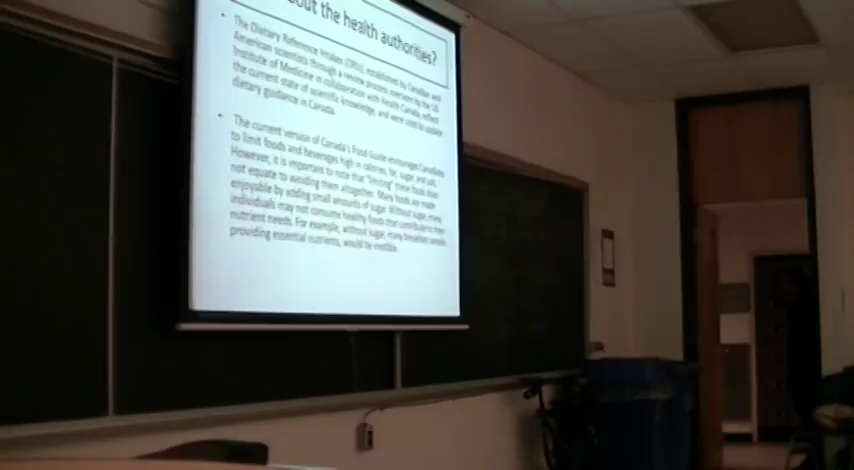 out the health authorities?
• The Dietary Reference Intakes (DRIs), established by Canadian and
American scientists through a review process overseen by the US
Institute of Medicine in collaboration with Health Canada, reflect
the current state of scientific knowledge, and were used to update
dietary guidance in Canada.
• The current version of Canada's Food Guide encourages Canadians
to limit foods and beverages high in calories, fat, sugar and salt.
However, it is important to note that "limiting" these foods does
not equate to avoiding them altogether. Many foods are made
enjoyable by adding small amounts of sugar. Without sugar, many
individuals may not consume healthy foods that contribute to their
nutrient needs. For example, without sugar, many breakfast cereals
providing essential nutrients, would be inedible.